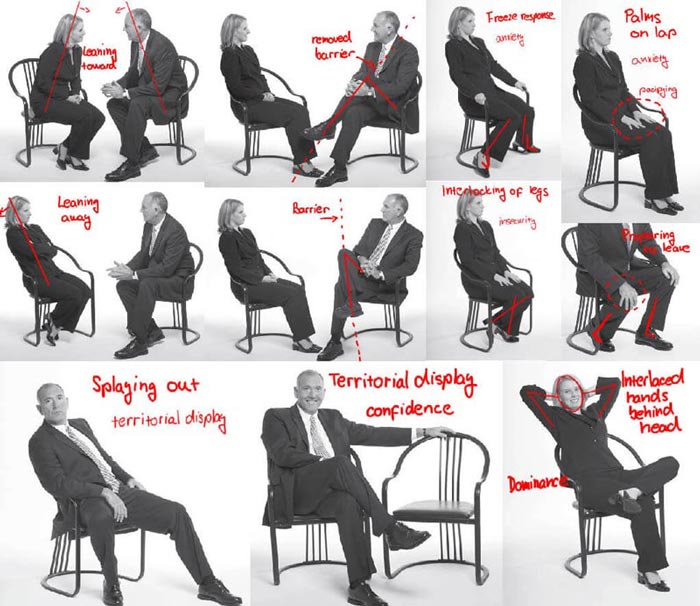 leaning
toward
removed
barrier
Freeze response
anxiety
Palms
on lap
anxiety
pacifying
Leaning
away
Barrier
Interlocking of legs
insecurity
Preparing
to leave
Splaying out
territorial display
Territorial display
confidence
Interlaced
hands
behind
head
Dominance